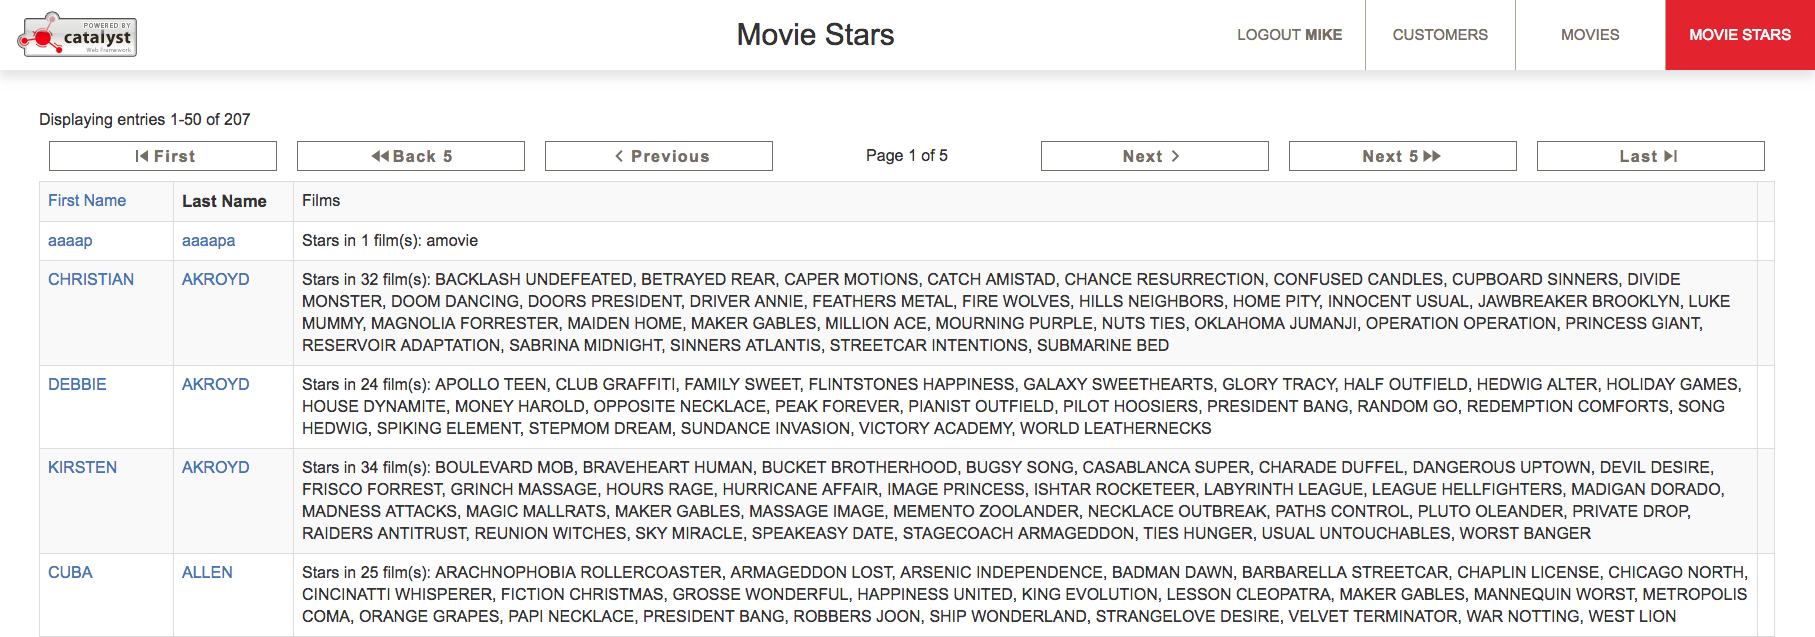 POWERED BY
catalyst
Web Framework
Movie Stars
LOGOUT MIKE
CUSTOMERS
MOVIES
MOVIE STARS
Displaying entries 1-50 of 207
First
Back 5
Previous
Page 1 of 5
Next
Next 5
Last
First Name Last Name Films
aaaap aaaapa Stars in 1 film(s): amovie
CHRISTIAN AKROYD Stars in 32 film(s): BACKLASH UNDEFEATED, BETRAYED REAR, CAPER MOTIONS, CATCH AMISTAD, CHANCE RESURRECTION, CONFUSED CANDLES, CUPBOARD SINNERS, DIVIDE
MONSTER, DOOM DANCING, DOORS PRESIDENT, DRIVER ANNIE, FEATHERS METAL, FIRE WOLVES, HILLS NEIGHBORS, HOME PITY, INNOCENT USUAL, JAWBREAKER BROOKLYN, LUKE
MUMMY, MAGNOLIA FORRESTER, MAIDEN HOME, MAKER GABLES, MILLION ACE, MOURNING PURPLE, NUTS TIES, OKLAHOMA JUMANJI, OPERATION OPERATION, PRINCESS GIANT,
RESERVOIR ADAPTATION, SABRINA MIDNIGHT, SINNERS ATLANTIS, STREETCAR INTENTIONS, SUBMARINE BED
DEBBIE AKROYD Stars in 24 film(s): APOLLO TEEN, CLUB GRAFFITI, FAMILY SWEET, FLINTSTONES HAPPINESS, GALAXY SWEETHEARTS, GLORY TRACY, HALF OUTFIELD, HEDWIG ALTER, HOLIDAY GAMES,
HOUSE DYNAMITE, MONEY HAROLD, OPPOSITE NECKLACE, PEAK FOREVER, PIANIST OUTFIELD, PILOT HOOSIERS, PRESIDENT BANG, RANDOM GO, REDEMPTION COMFORTS, SONG
HEDWIG, SPIKING ELEMENT, STEPMOM DREAM, SUNDANCE INVASION, VICTORY ACADEMY, WORLD LEATHERNECKS
KIRSTEN AKROYD Stars in 34 film(s): BOULEVARD MOB, BRAVEHEART HUMAN, BUCKET BROTHERHOOD, BUGSY SONG, CASABLANCA SUPER, CHARADE DUFFEL, DANGEROUS UPTOWN, DEVIL DESIRE,
FRISCO FORREST, GRINCH MASSAGE, HOURS RAGE, HURRICANE AFFAIR, IMAGE PRINCESS, ISHTAR ROCKETEER, LABYRINTH LEAGUE, LEAGUE HELLFIGHTERS, MADIGAN DORADO,
MADNESS ATTACKS, MAGIC MALLRATS, MAKER GABLES, MASSAGE IMAGE, MEMENTO ZOOLANDER, NECKLACE OUTBREAK, PATHS CONTROL, PLUTO OLEANDER, PRIVATE DROP,
RAIDERS ANTITRUST, REUNION WITCHES, SKY MIRACLE, SPEAKEASY DATE, STAGECOACH ARMAGEDDON, TIES HUNGER, USUAL UNTOUCHABLES, WORST BANGER
CUBA ALLEN Stars in 25 film(s): ARACHNOPHOBIA ROLLERCOASTER, ARMAGEDDON LOST, ARSENIC INDEPENDENCE, BADMAN DAWN, BARBARELLA STREETCAR, CHAPLIN LICENSE, CHICAGO NORTH,
CINCINATTI WHISPERER, FICTION CHRISTMAS, GROSSE WONDERFUL, HAPPINESS UNITED, KING EVOLUTION, LESSON CLEOPATRA, MAKER GABLES, MANNEQUIN WORST, METROPOLIS
COMA, ORANGE GRAPES, PAPI NECKLACE, PRESIDENT BANG, ROBBERS JOON, SHIP WONDERLAND, STRANGELOVE DESIRE, VELVET TERMINATOR, WAR NOTTING, WEST LION